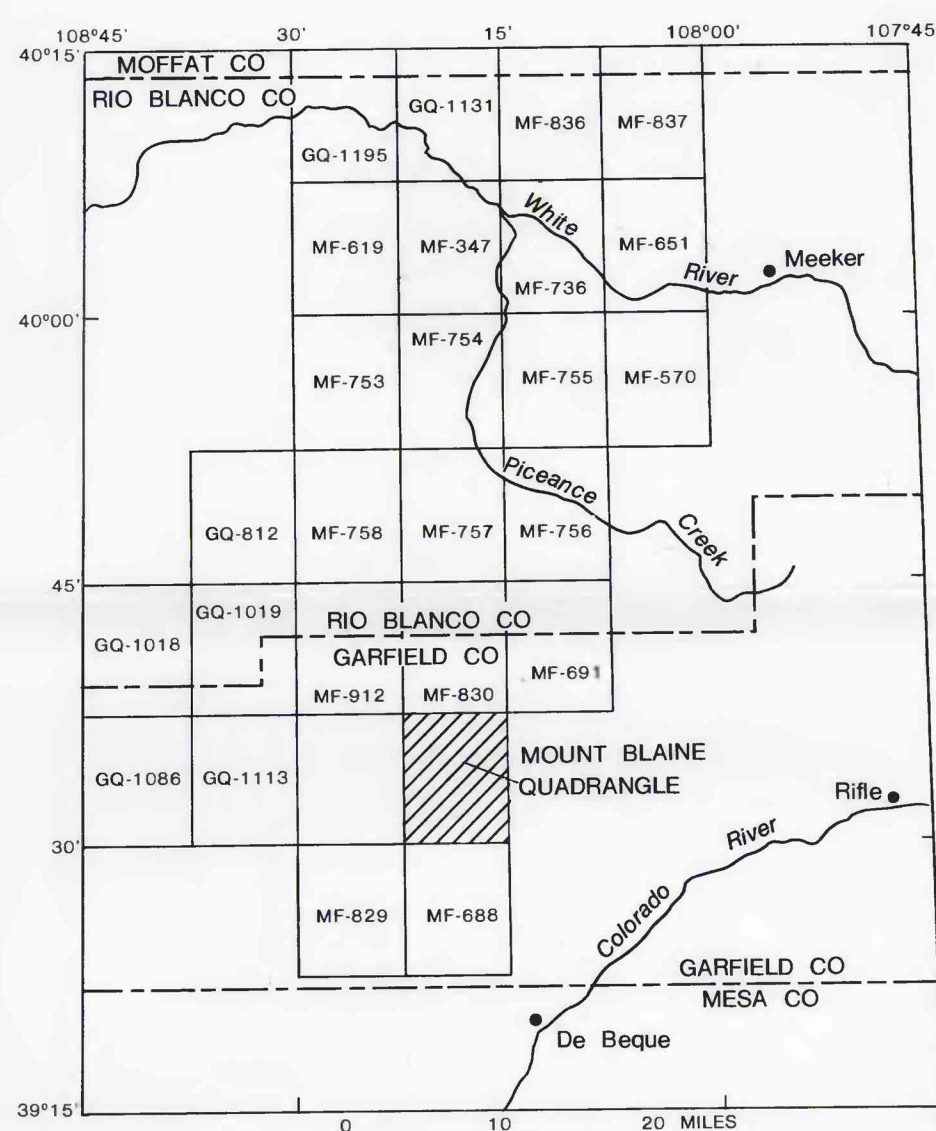 108°45' 30' 15' 108°00' 107°45'
40°15'
MOFFAT CO
RIO BLANCO CO
GQ-1131
MF-836 MF-837
GQ-1195
White
River
MF-619 MF-347 MF-651
Meeker
MF-736
40°00'
MF-754
MF-753 MF-755 MF-570
Piceance
Creek
GQ-812 MF-758 MF-757 MF-756
45'
GQ-1019
RIO BLANCO CO
GQ-1018
GARFIELD CO
MF-691
MF-912 MF-830
MOUNT BLAINE
QUADRANGLE
GQ-1086 GQ-1113
Rifle
30'
River
Colorado
MF-829 MF-688
GARFIELD CO
MESA CO
De Beque
39°15'
0 10 20 MILES